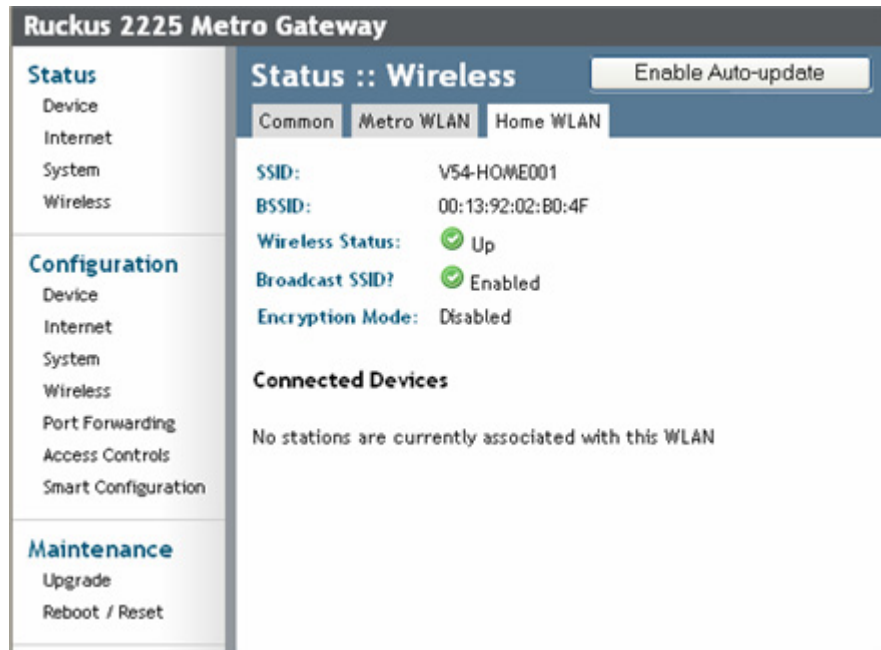 Ruckus 2225 Metro Gateway
Status
Device
Internet
System
Wireless
Configuration
Device
Internet
System
Wireless
Port Forwarding
Access Controls
Smart Configuration
Maintenance
Upgrade
Reboot / Reset
Status :: Wireless
Enable Auto-update
Common Metro WLAN Home WLAN
SSID: V54-HOME001
BSSID: 00:13:92:02:B0:4F
Wireless Status: Up
Broadcast SSID? Enabled
Encryption Mode: Disabled
Connected Devices
No stations are currently associated with this WLAN